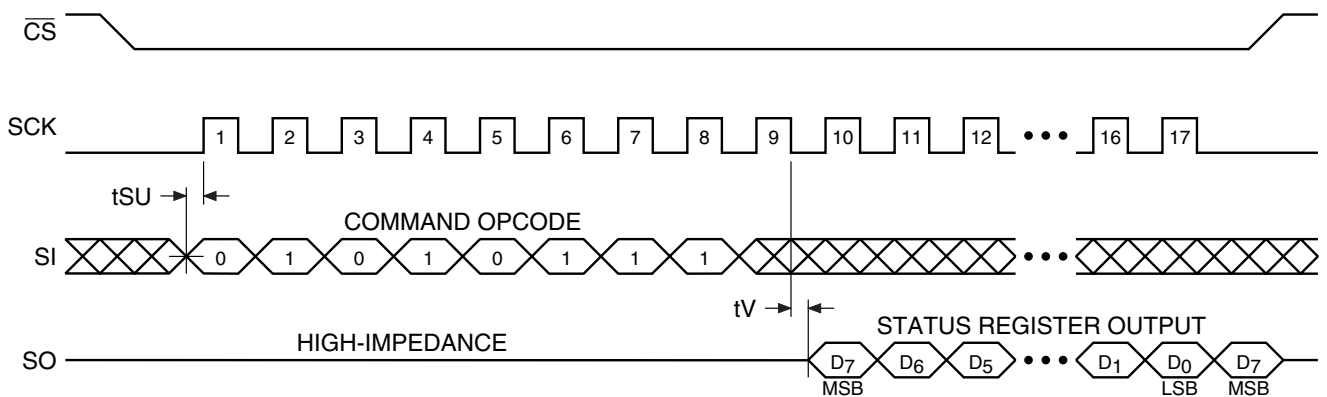 CS
SCK
1 2 3 4 5 6 7 8 9 10 11 12 ••• 16 17
tSU
COMMAND OPCODE
SI
0 1 0 1 0 1 1 1 •••
tV
STATUS REGISTER OUTPUT
HIGH-IMPEDANCE
SO
D7 D6 D5 ••• D1 D0 D7
MSB LSB MSB